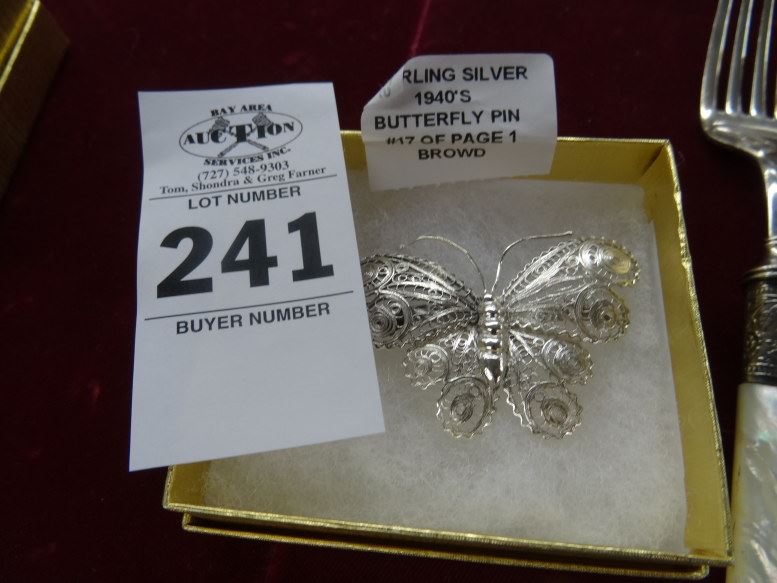 BAY AREA
AUCTION
SERVICES INC.
(727) 548-9303
Tom, Shondra & Greg Farner
LOT NUMBER
241
BUYER NUMBER
RLING SILVER
1940'S
BUTTERFLY PIN
#17 OF PAGE 1
BROWD